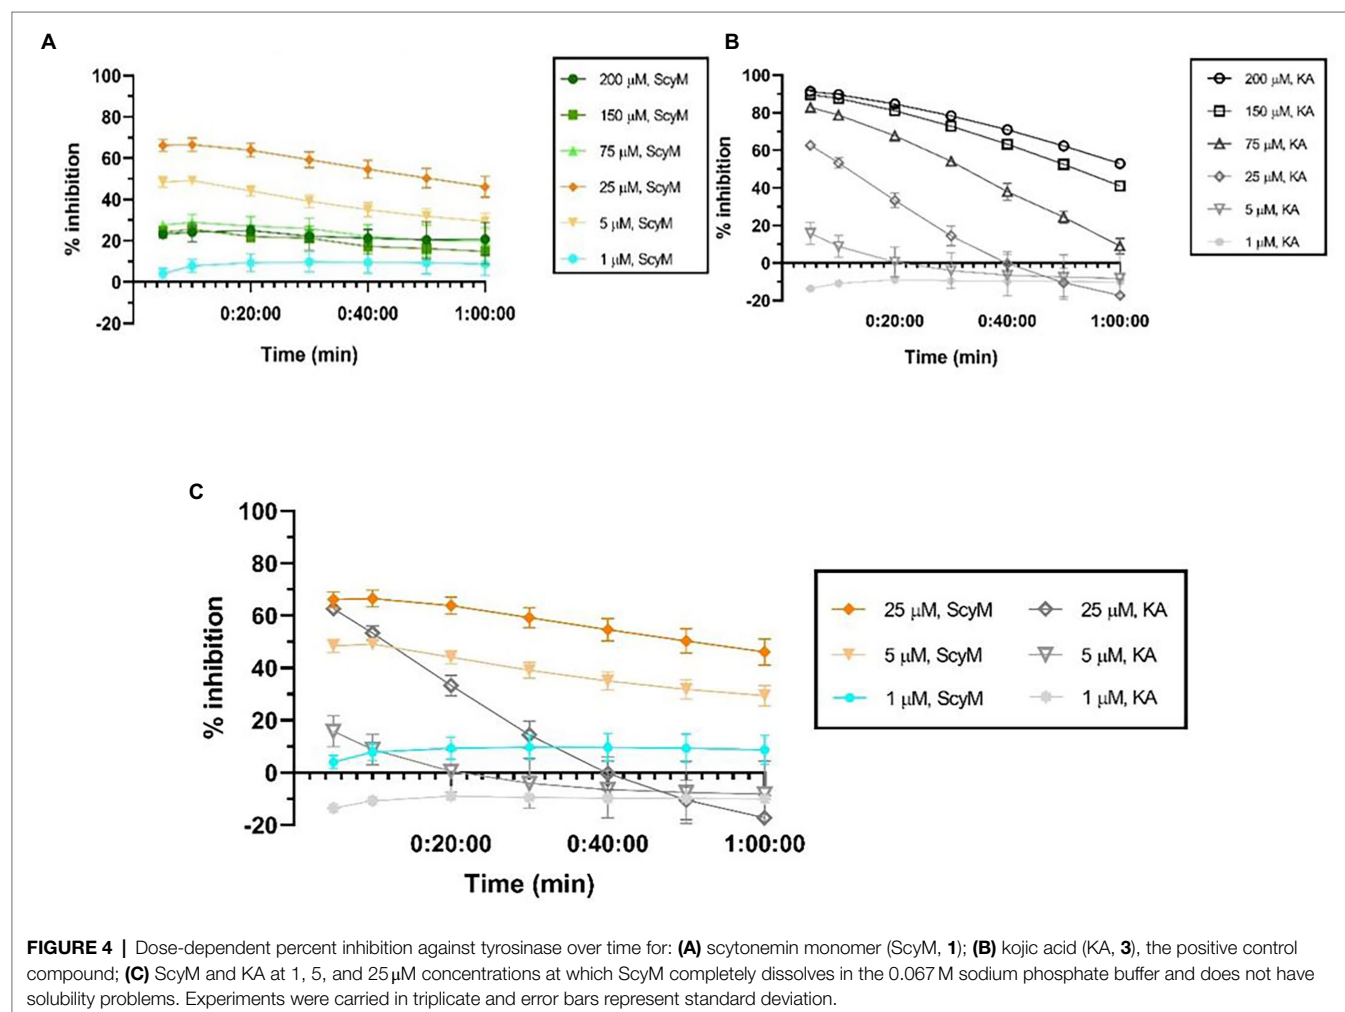 A
100
80
60
40
20
0
-20
% inhibition
0:20:00
0:40:00
1:00:00
Time (min)
200 µM, ScyM
150 µM, ScyM
75 µM, ScyM
25 µM, ScyM
5 µM, ScyM
1 µM, ScyM
B
100
80
60
40
20
0
-20
% inhibition
0:20:00
0:40:00
1:00:00
Time (min)
200 µM, KA
150 µM, KA
75 µM, KA
25 µM, KA
5 µM, KA
1 µM, KA
C
100
80
60
40
20
0
-20
% inhibition
0:20:00
0:40:00
1:00:00
Time (min)
25 µM, ScyM 25 µM, KA
5 µM, ScyM 5 µM, KA
1 µM, ScyM 1 µM, KA
FIGURE 4 | Dose-dependent percent inhibition against tyrosinase over time for: (A) scytonemin monomer (ScyM, 1); (B) kojic acid (KA, 3), the positive control
compound; (C) ScyM and KA at 1, 5, and 25 µM concentrations at which ScyM completely dissolves in the 0.067 M sodium phosphate buffer and does not have
solubility problems. Experiments were carried in triplicate and error bars represent standard deviation.